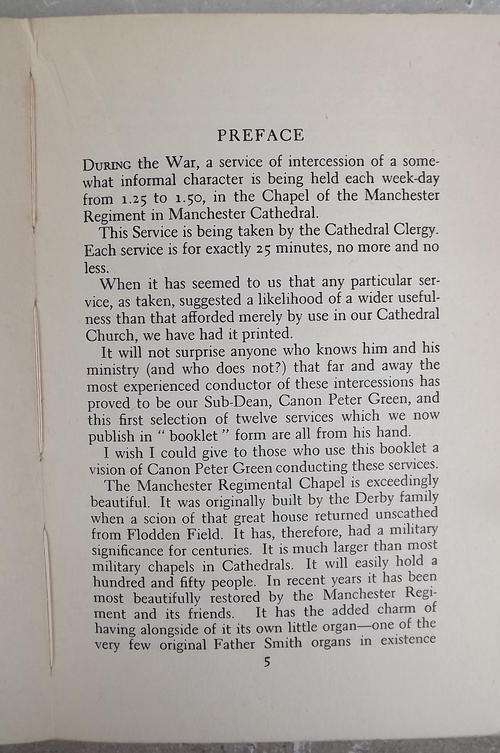 PREFACE
DURING the War, a service of intercession of a some-
what informal character is being held each week-day
from 1.25 to 1.50, in the Chapel of the Manchester
Regiment in Manchester Cathedral.
This Service is being taken by the Cathedral Clergy.
Each service is for exactly 25 minutes, no more and no
less.
When it has seemed to us that any particular ser-
vice, as taken, suggested a likelihood of a wider useful-
ness than that afforded merely by use in our Cathedral
Church, we have had it printed.
It will not surprise anyone who knows him and his
ministry (and who does not?) that far and away the
most experienced conductor of these intercessions has
proved to be our Sub-Dean, Canon Peter Green, and
this first selection of twelve services which we now
publish in “ booklet ” form are all from his hand.
I wish I could give to those who use this booklet a
vision of Canon Peter Green conducting these services.
The Manchester Regimental Chapel is exceedingly
beautiful. It was originally built by the Derby family
when a scion of that great house returned unscathed
from Flodden Field. It has, therefore, had a military
significance for centuries. It is much larger than most
military chapels in Cathedrals. It will easily hold a
hundred and fifty people. In recent years it has been
most beautifully restored by the Manchester Regi-
ment and its friends. It has the added charm of
having alongside of it its own little organ—one of the
very few original Father Smith organs in existence
5